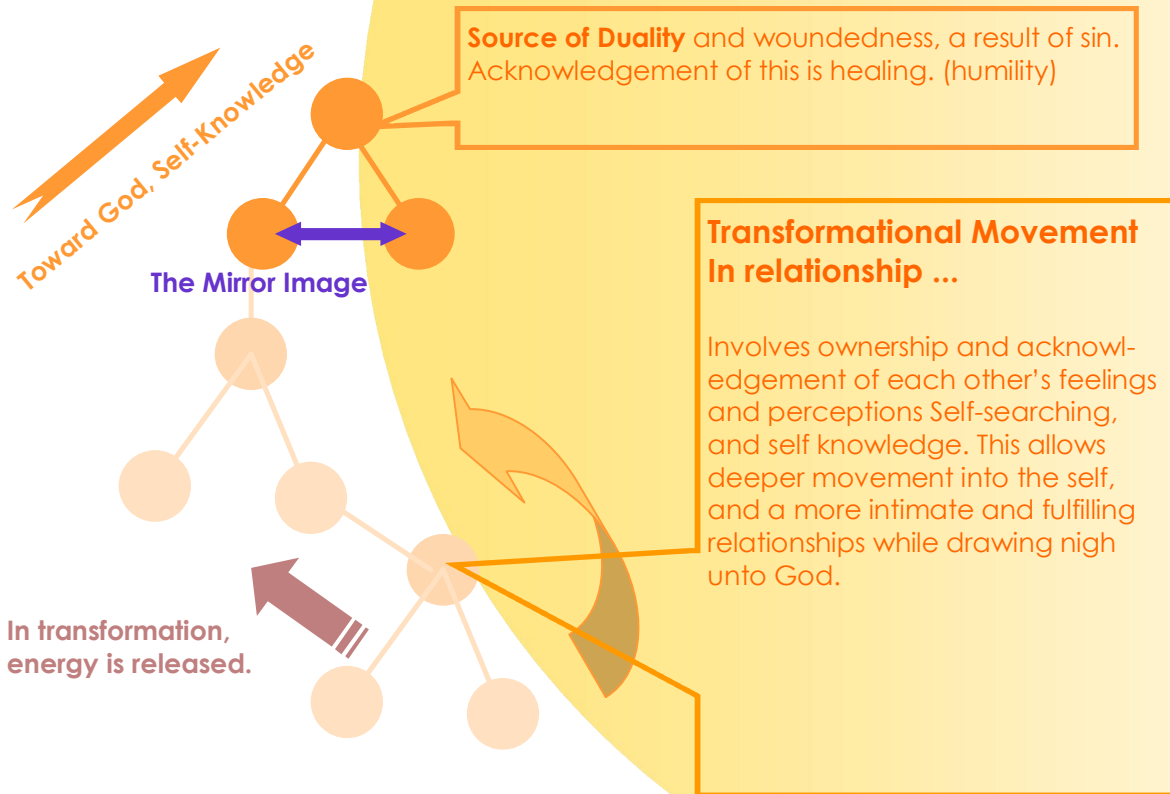 Source of Duality and woundedness, a result of sin.
Acknowledgement of this is healing. (humility)
Toward God, Self-Knowledge
The Mirror Image
Transformational Movement
In relationship ...
Involves ownership and acknowl-
edgement of each other’s feelings
and perceptions Self-searching,
and self knowledge. This allows
deeper movement into the self,
and a more intimate and fulfilling
relationships while drawing nigh
unto God.
In transformation,
energy is released.